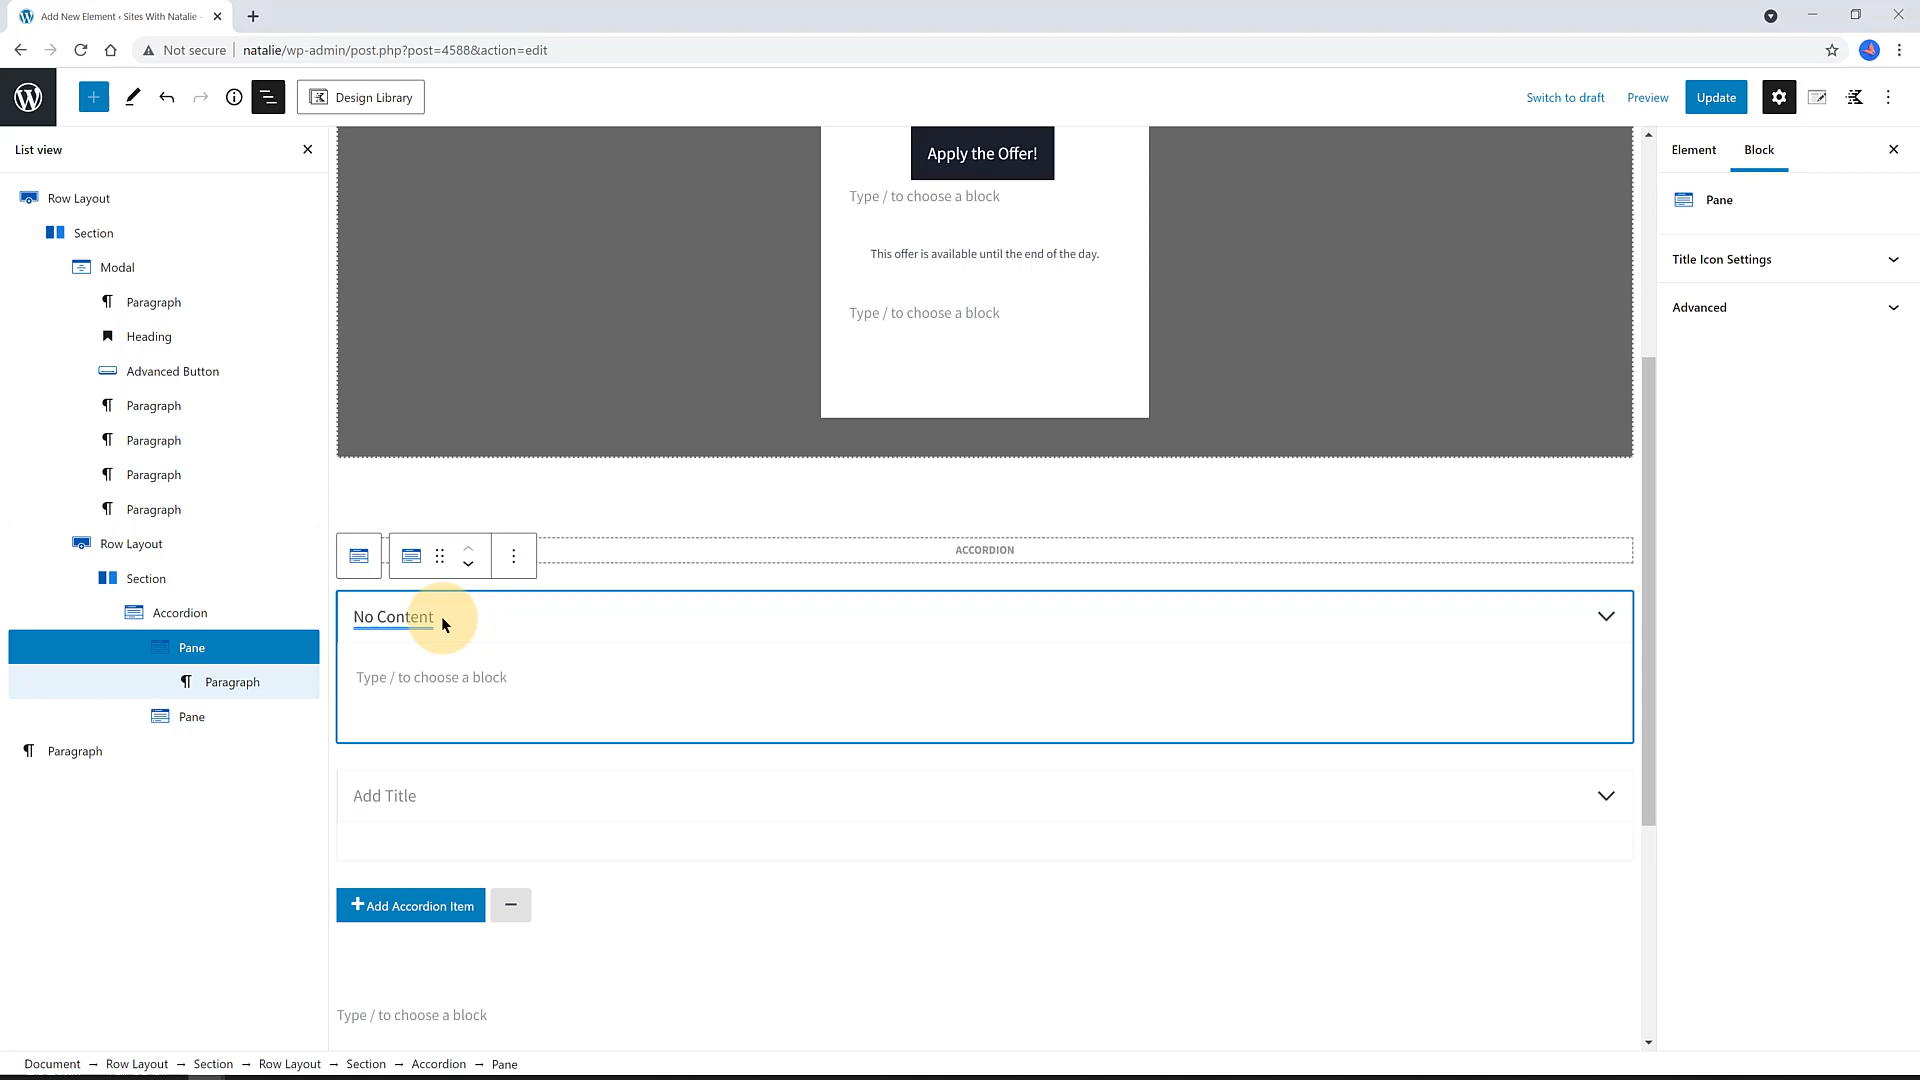 Add New Element ‹ Sites With Natalie –
Not secure
natalie/wp-admin/post.php?post=4588&action=edit
Design Library
Switch to draft
Preview
Update
List view
Row Layout
Section
Modal
Paragraph
Heading
Advanced Button
Paragraph
Paragraph
Paragraph
Paragraph
Row Layout
Section
Accordion
Pane
Paragraph
Pane
Paragraph
Apply the Offer!
Type / to choose a block
This offer is available until the end of the day.
Type / to choose a block
ACCORDION
No Content
Type / to choose a block
Add Title
Add Accordion Item
Type / to choose a block
Element
Block
Pane
Title Icon Settings
Advanced
Document → Row Layout → Section → Row Layout → Section → Accordion → Pane